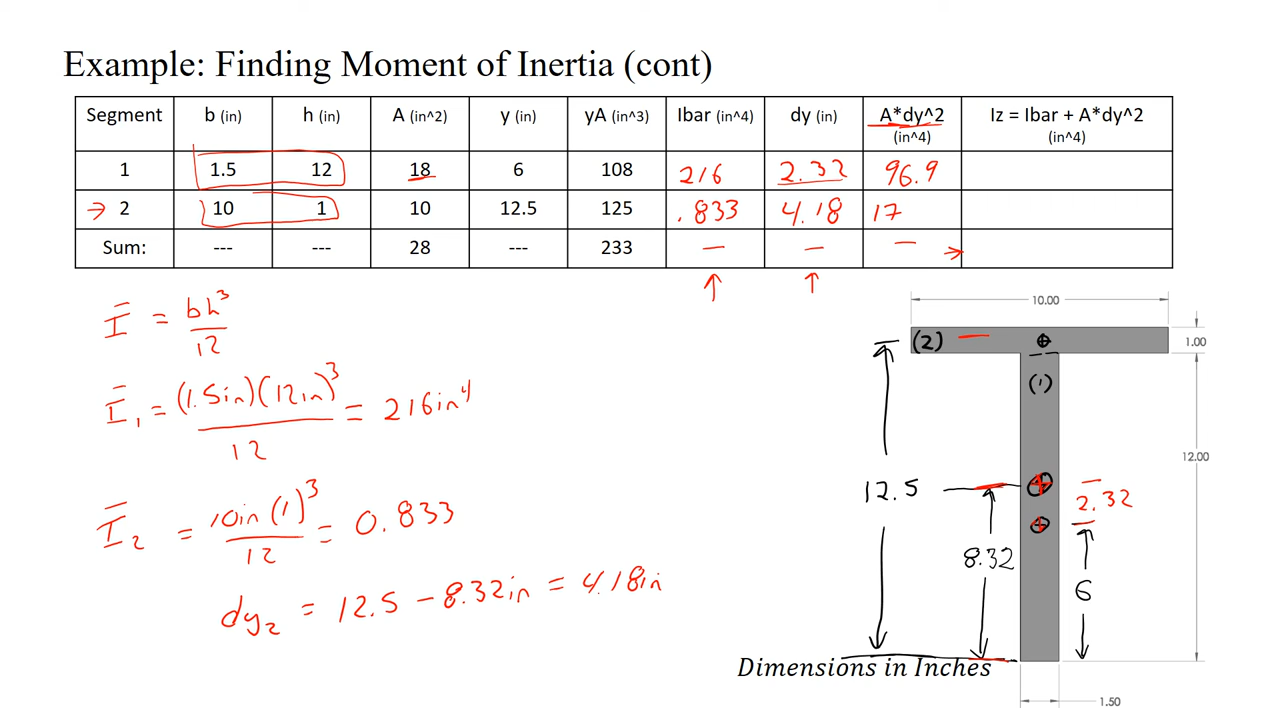 Example: Finding Moment of Inertia (cont)
Segment b (in) h (in) A (in^2) y (in) yA (in^3) Ibar (in^4) dy (in) A*dy^2 (in^4) Iz = Ibar + A*dy^2 (in^4)
1 1.5 12 18 6 108 216 2.32 96.9
→ 2 10 1 10 12.5 125 .833 4.18 17
Sum: --- --- 28 --- 233 — — — →
↑ ↑
Ī = bh³/12
Ī₁ = (1.5in)(12in)³/12 = 216in⁴
Ī₂ = 10in(1)³/12 = 0.833
dy₂ = 12.5 - 8.32in = 4.18in
10.00
(2)
1.00
(1)
12.00
12.5
2.32
8.32
6
Dimensions in Inches
1.50